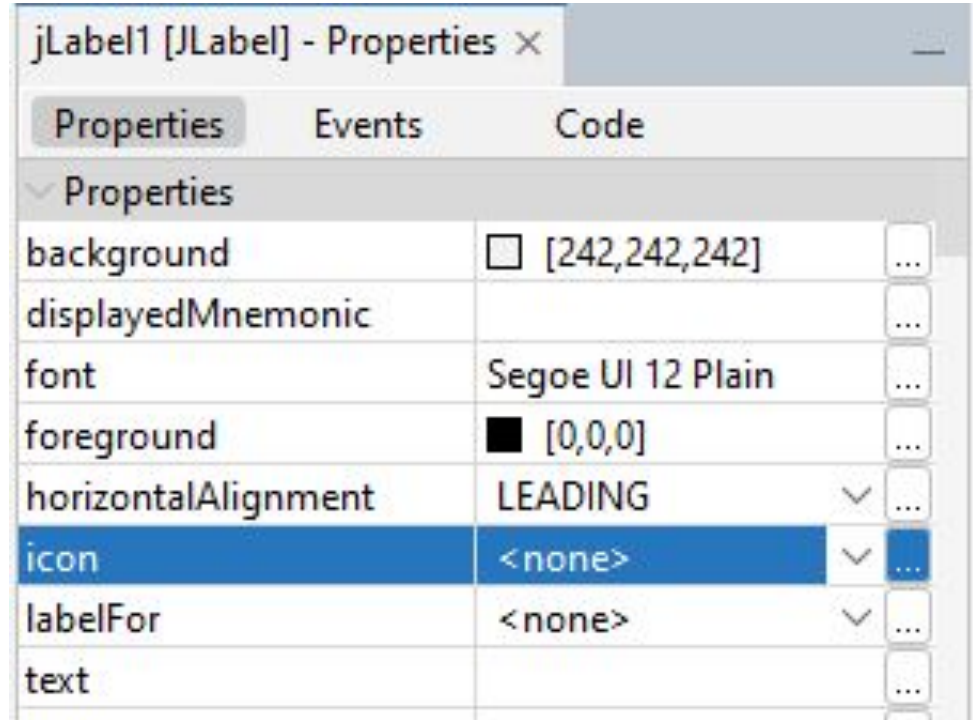 jLabel1 [JLabel] - Properties ×
Properties Events Code
Properties
background [242,242,242] ...
displayedMnemonic ...
font Segoe UI 12 Plain ...
foreground [0,0,0] ...
horizontalAlignment LEADING ...
icon <none> ...
labelFor <none> ...
text ...